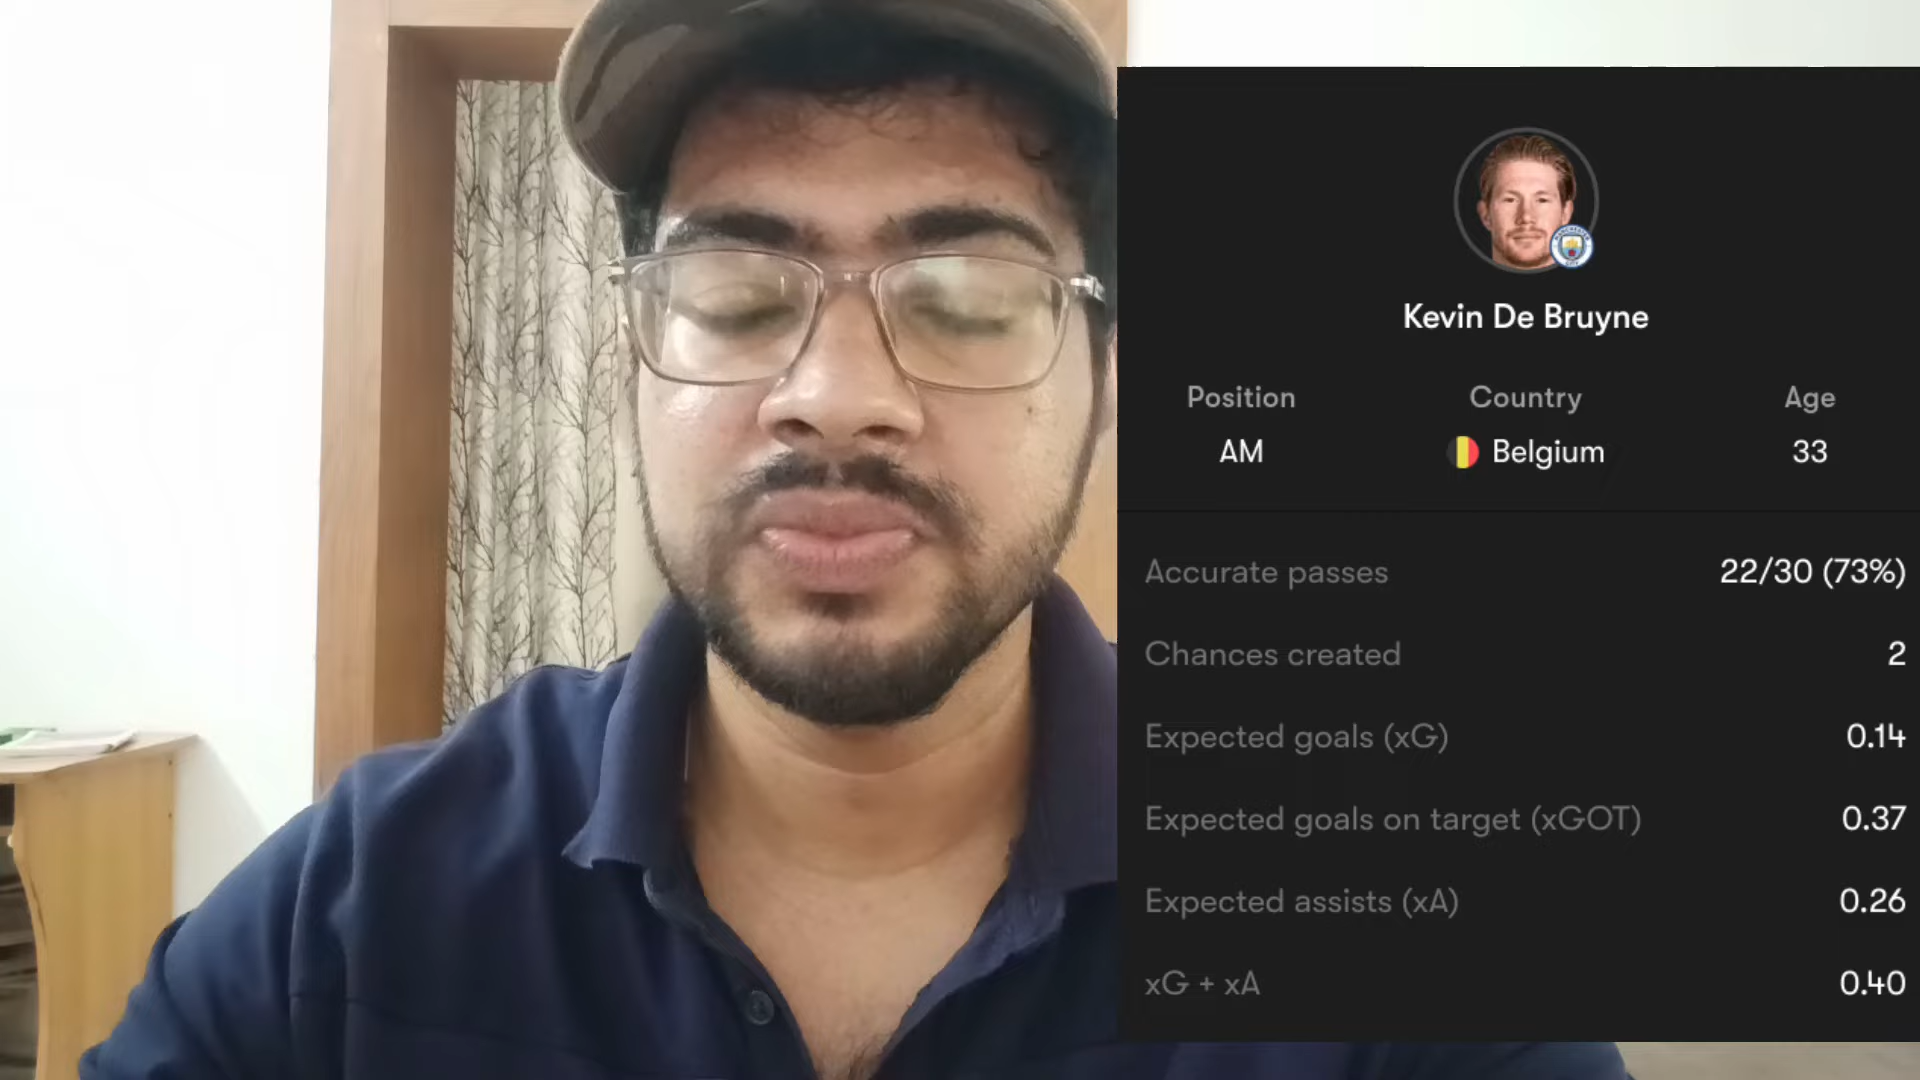 Kevin De Bruyne
Position Country Age
AM Belgium 33
Accurate passes 22/30 (73%)
Chances created 2
Expected goals (xG) 0.14
Expected goals on target (xGOT) 0.37
Expected assists (xA) 0.26
xG + xA 0.40